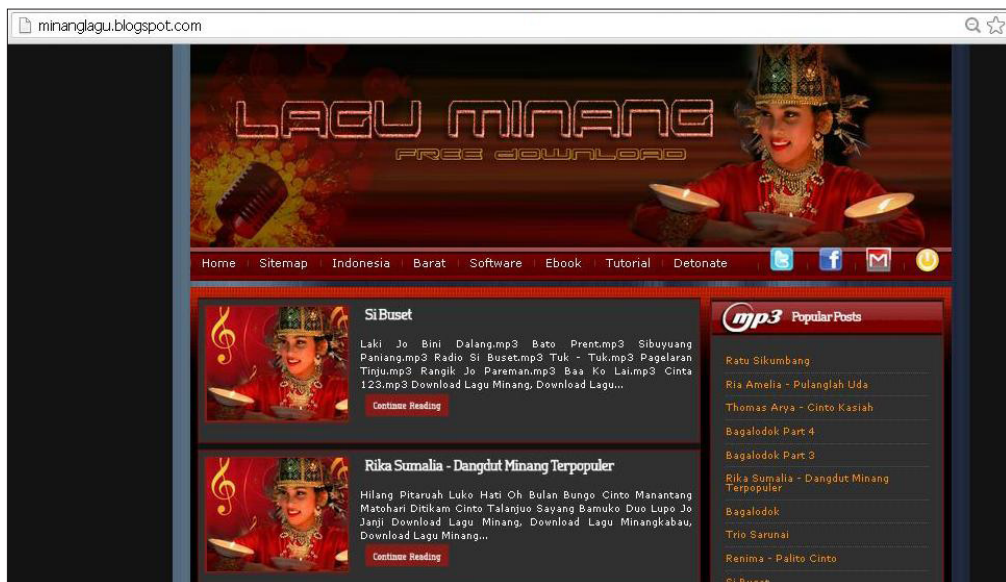 minanglagu.blogspot.com
LAGU MINANG
FREE DOWNLOAD
Home Sitemap Indonesia Barat Software Ebook Tutorial Detonate
Si Buset
Laki Jo Bini Dalang.mp3 Bato Prent.mp3 Sibuyuang
Paniang.mp3 Radio Si Buset.mp3 Tuk - Tuk.mp3 Pagelaran
Tinju.mp3 Rangik Jo Pareman.mp3 Baa Ko Lai.mp3 Cinta
123.mp3 Download Lagu Minang, Download Lagu...
Continue Reading
Rika Sumalia - Dangdut Minang Terpopuler
Hilang Pitaruah Luko Hati Oh Bulan Bungo Cinto Manantang
Matohari Ditikam Cinto Talanjuo Sayang Bamuko Duo Lupo Jo
Janji Download Lagu Minang, Download Lagu Minangkabau,
Download Lagu Minang...
Continue Reading
mp3 Popular Posts
Ratu Sikumbang
Ria Amelia - Pulanglah Uda
Thomas Arya - Cinto Kasiah
Bagalodok Part 4
Bagalodok Part 3
Rika Sumalia - Dangdut Minang
Terpopuler
Bagalodok
Trio Sarunai
Renima - Palito Cinto
Si Buset